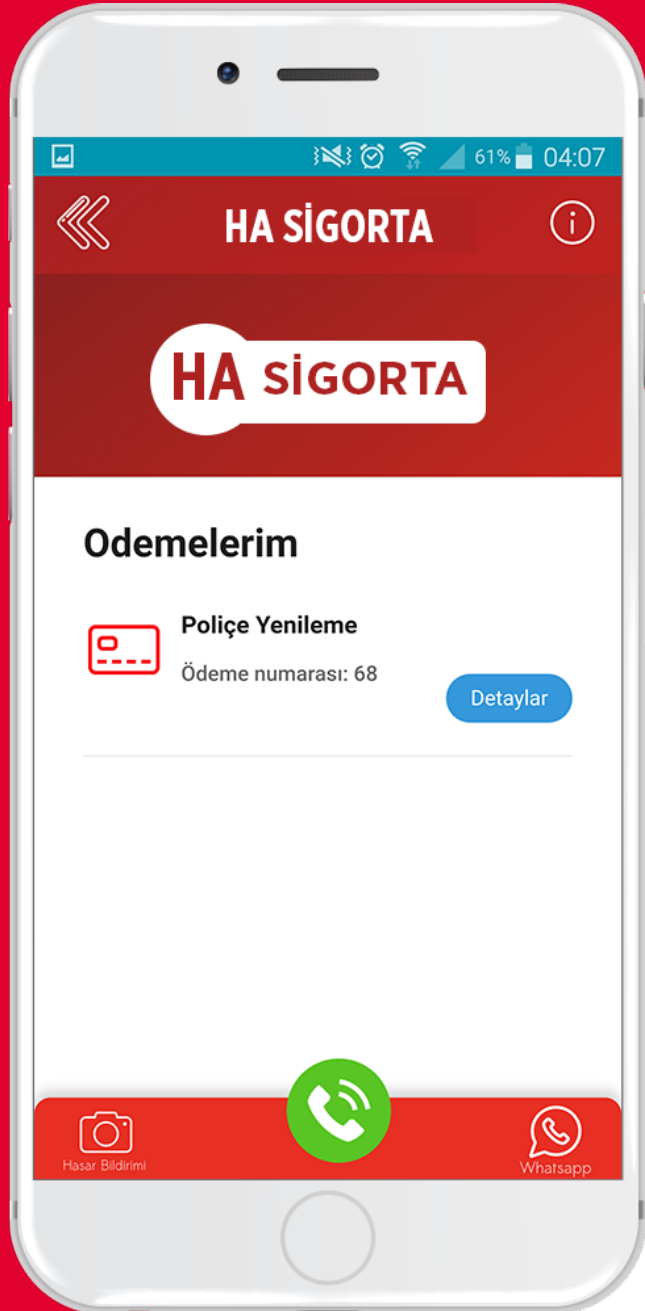 61% 04:07
HA SİGORTA
HA SİGORTA
Odemelerim
Poliçe Yenileme
Ödeme numarası: 68
Detaylar
Hasar Bildirimi
Whatsapp